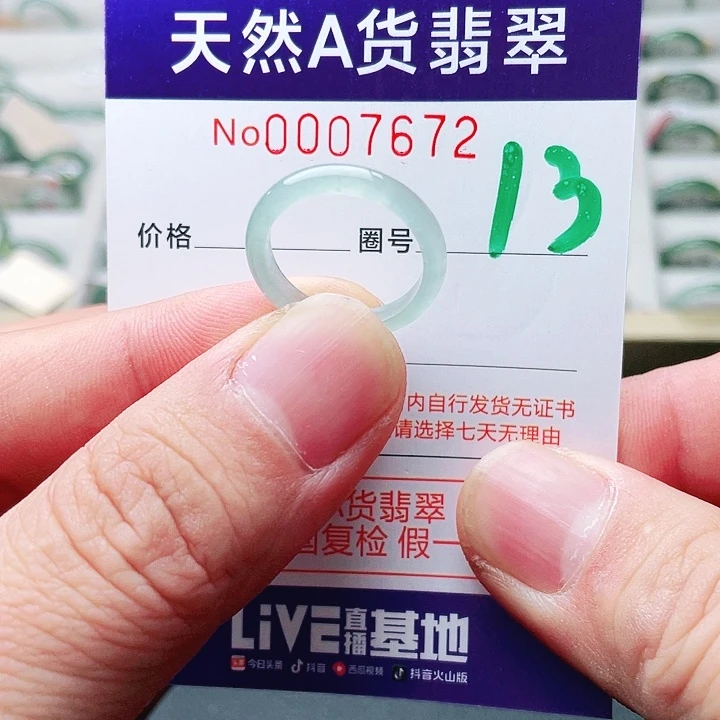 天然A货翡翠
No0007672
价格 圈号 13
内自行发货无证书
请选择七天无理由
货翡翠
复检 假一
LiVE直播基地
今日头条 抖音 西瓜视频 抖音火山版